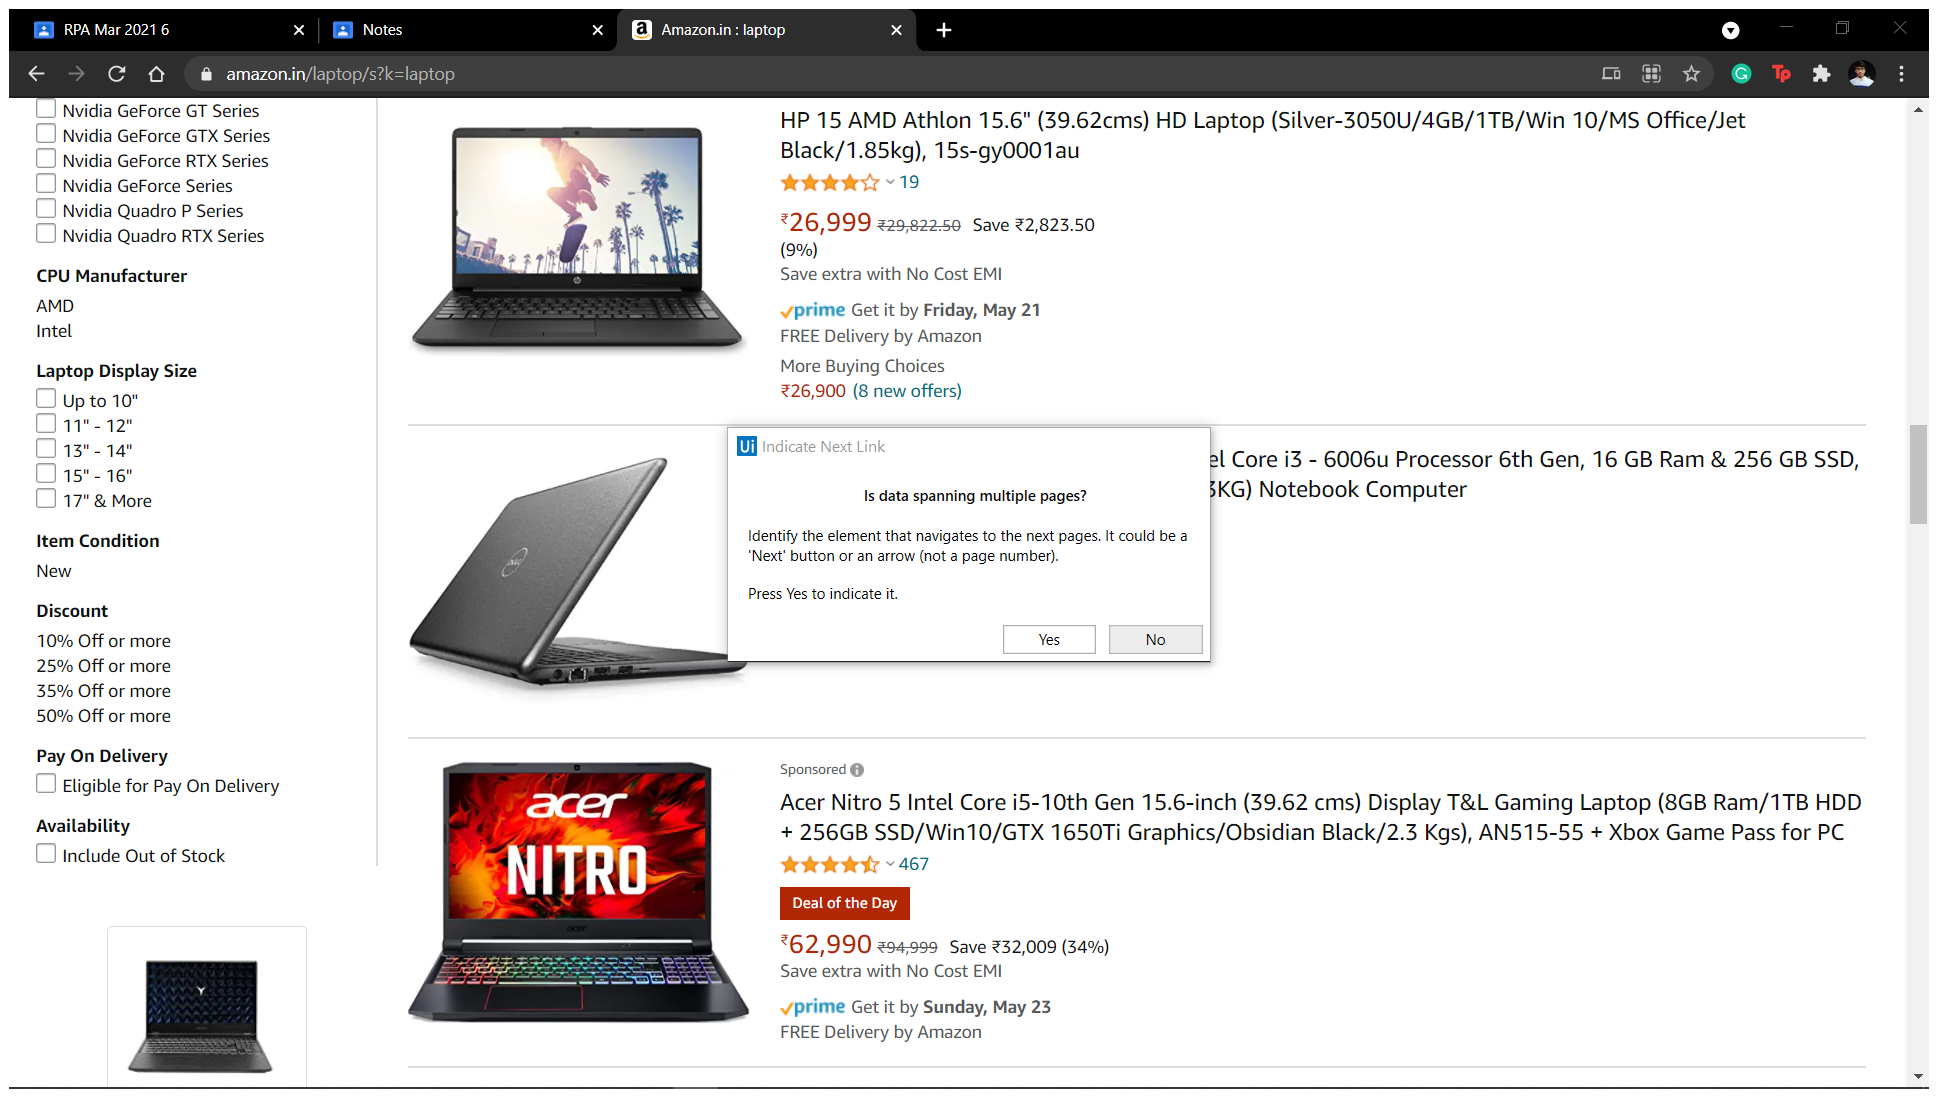 RPA Mar 2021 6
Notes
Amazon.in : laptop
amazon.in/laptop/s?k=laptop
Nvidia GeForce GT Series
Nvidia GeForce GTX Series
Nvidia GeForce RTX Series
Nvidia GeForce Series
Nvidia Quadro P Series
Nvidia Quadro RTX Series
CPU Manufacturer
AMD
Intel
Laptop Display Size
Up to 10"
11" - 12"
13" - 14"
15" - 16"
17" & More
Item Condition
New
Discount
10% Off or more
25% Off or more
35% Off or more
50% Off or more
Pay On Delivery
Eligible for Pay On Delivery
Availability
Include Out of Stock
HP 15 AMD Athlon 15.6" (39.62cms) HD Laptop (Silver-3050U/4GB/1TB/Win 10/MS Office/Jet
Black/1.85kg), 15s-gy0001au
19
₹26,999 ₹29,822.50 Save ₹2,823.50
(9%)
Save extra with No Cost EMI
prime Get it by Friday, May 21
FREE Delivery by Amazon
More Buying Choices
₹26,900 (8 new offers)
el Core i3 - 6006u Processor 6th Gen, 16 GB Ram & 256 GB SSD,
3KG) Notebook Computer
Ui Indicate Next Link
Is data spanning multiple pages?
Identify the element that navigates to the next pages. It could be a
'Next' button or an arrow (not a page number).
Press Yes to indicate it.
Yes
No
DELL
acer
NITRO
acer
Sponsored
Acer Nitro 5 Intel Core i5-10th Gen 15.6-inch (39.62 cms) Display T&L Gaming Laptop (8GB Ram/1TB HDD
+ 256GB SSD/Win10/GTX 1650Ti Graphics/Obsidian Black/2.3 Kgs), AN515-55 + Xbox Game Pass for PC
467
Deal of the Day
₹62,990 ₹94,999 Save ₹32,009 (34%)
Save extra with No Cost EMI
prime Get it by Sunday, May 23
FREE Delivery by Amazon